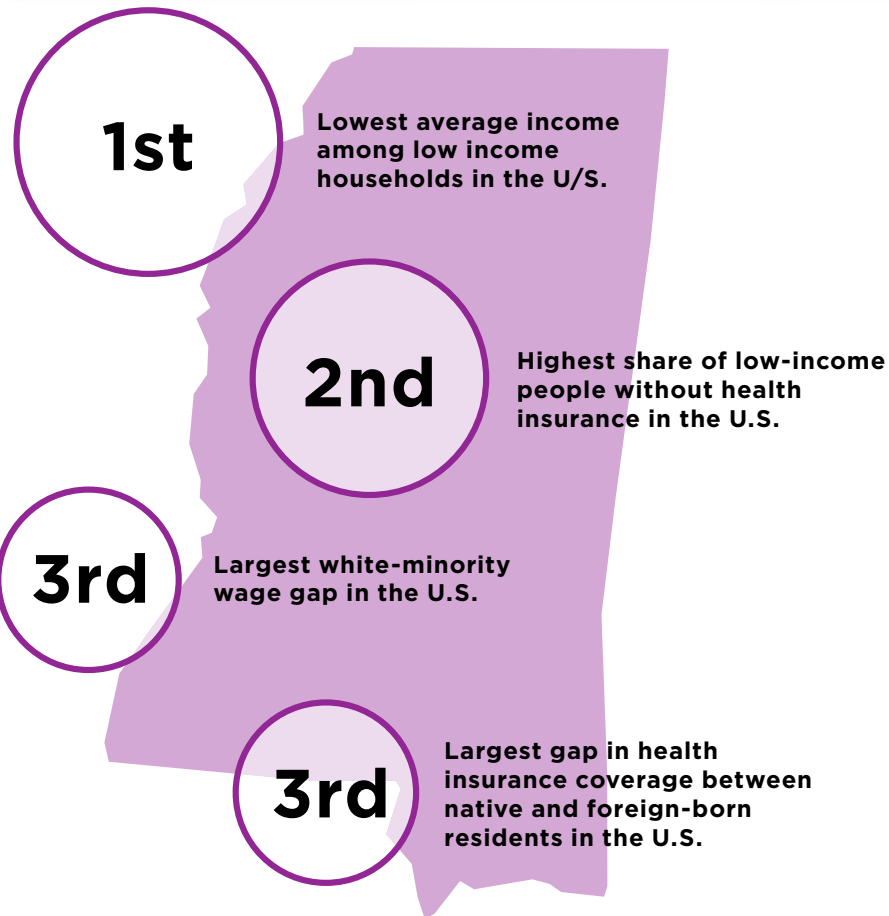 1st
Lowest average income
among low income
households in the U/S.
2nd
Highest share of low-income
people without health
insurance in the U.S.
3rd
Largest white-minority
wage gap in the U.S.
3rd
Largest gap in health
insurance coverage between
native and foreign-born
residents in the U.S.